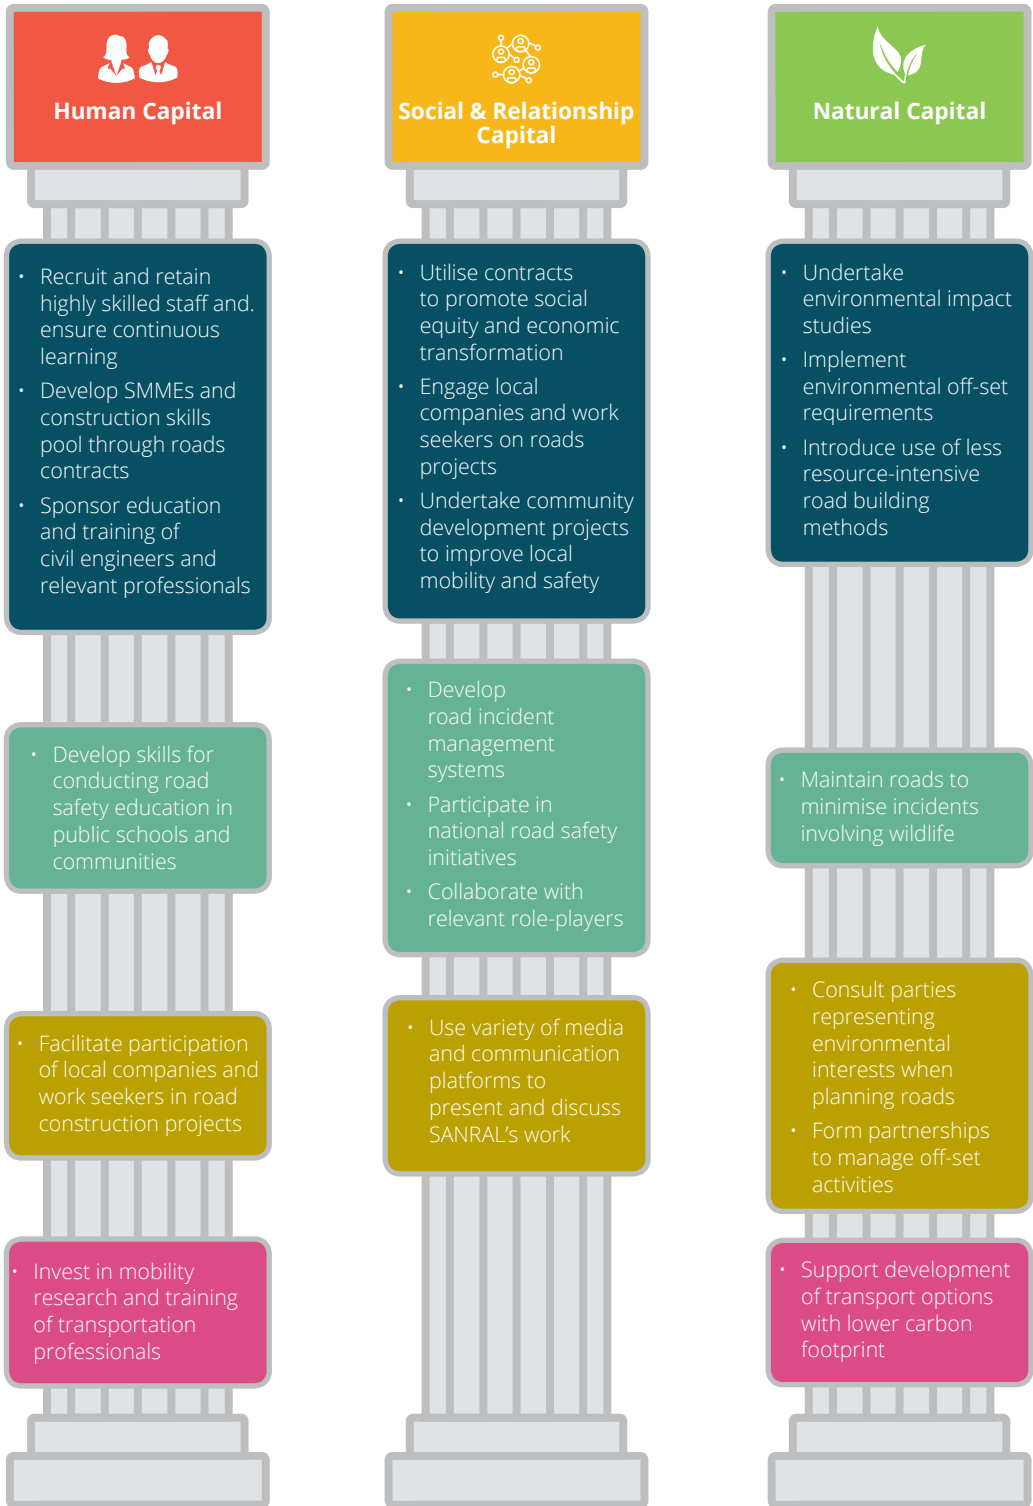 Human Capital
• Recruit and retain
highly skilled staff and.
ensure continuous
learning
• Develop SMMEs and
construction skills
pool through roads
contracts
• Sponsor education
and training of
civil engineers and
relevant professionals
• Develop skills for
conducting road
safety education in
public schools and
communities
• Facilitate participation
of local companies and
work seekers in road
construction projects
• Invest in mobility
research and training
of transportation
professionals
Social & Relationship
Capital
• Utilise contracts
to promote social
equity and economic
transformation
• Engage local
companies and work
seekers on roads
projects
• Undertake community
development projects
to improve local
mobility and safety
• Develop
road incident
management
systems
• Participate in
national road safety
initiatives
• Collaborate with
relevant role-players
• Use variety of media
and communication
platforms to
present and discuss
SANRAL’s work
Natural Capital
• Undertake
environmental impact
studies
• Implement
environmental off-set
requirements
• Introduce use of less
resource-intensive
road building
methods
• Maintain roads to
minimise incidents
involving wildlife
• Consult parties
representing
environmental
interests when
planning roads
• Form partnerships
to manage off-set
activities
• Support development
of transport options
with lower carbon
footprint